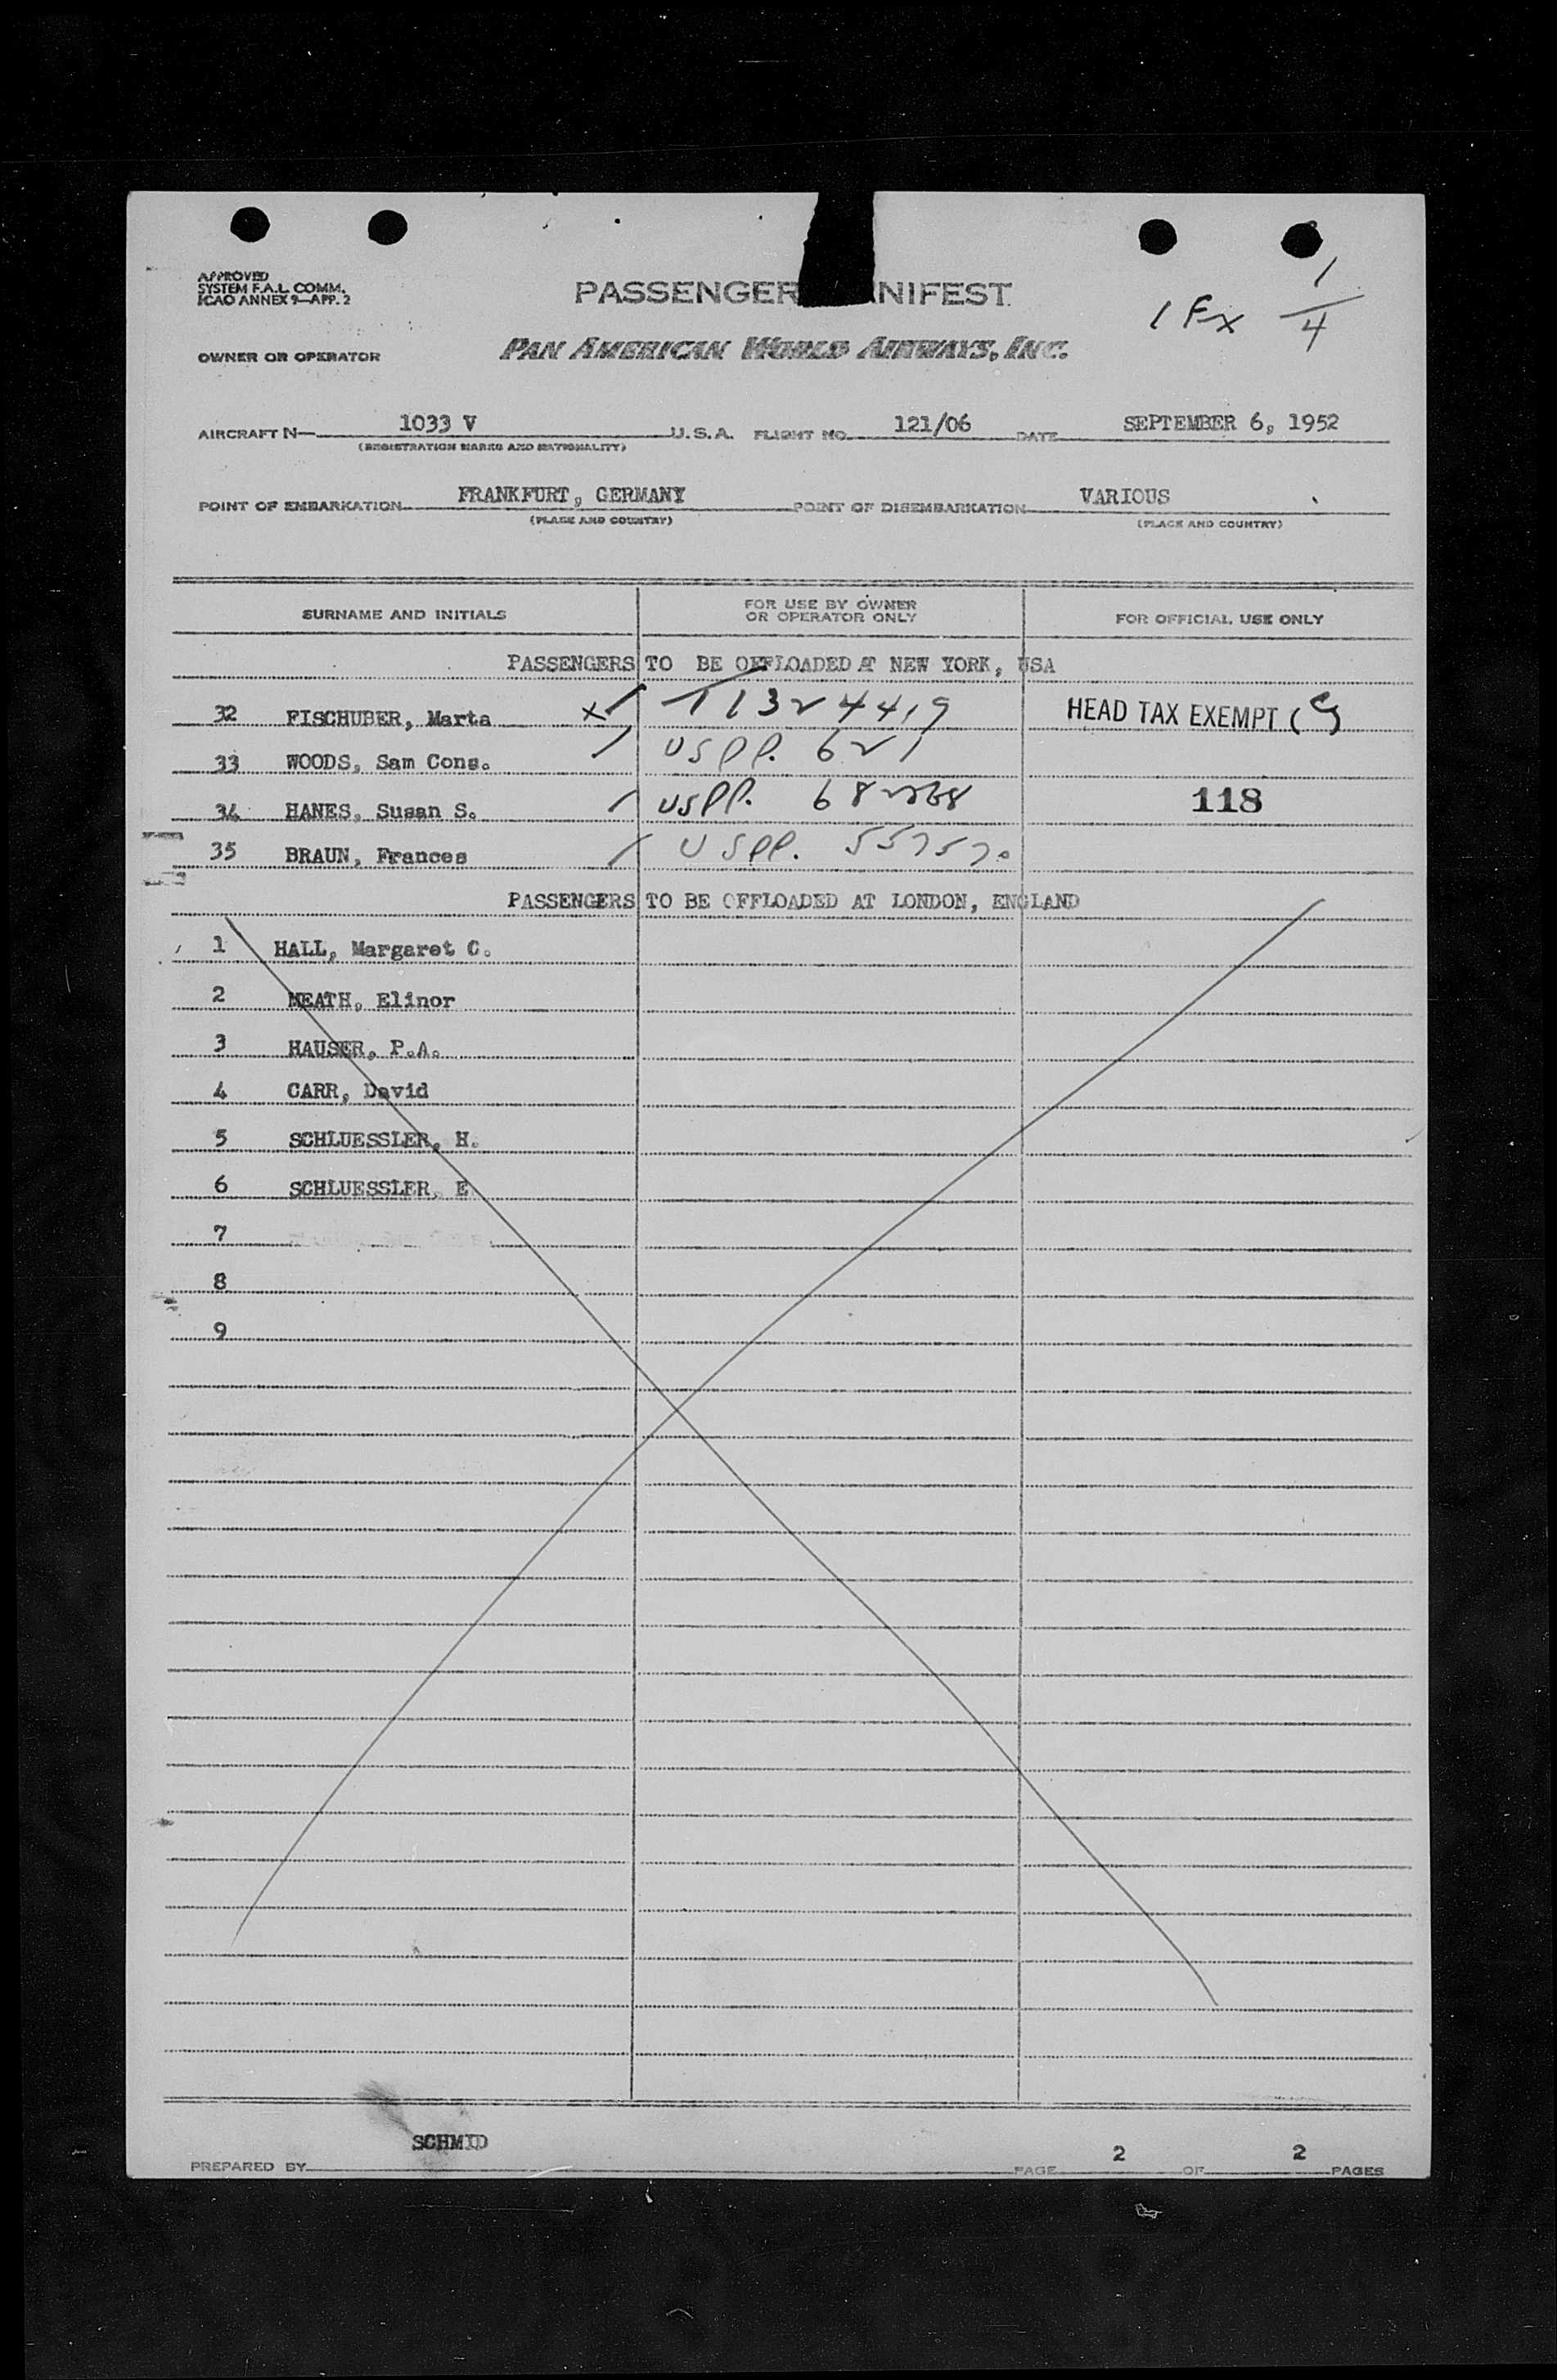 APPROVED
SYSTEM F.A.L. COMM.
ICAO ANNEX 9—APP. 2
PASSENGER NIFEST
1 Fx 1/4
OWNER OR OPERATOR PAN AMERICAN WORLD AIRWAYS, INC.
AIRCRAFT N— 1033 V U.S.A. FLIGHT NO. 121/06 DATE SEPTEMBER 6, 1952
(REGISTRATION MARKS AND NATIONALITY)
POINT OF EMBARKATION FRANKFURT, GERMANY POINT OF DISEMBARKATION VARIOUS
(PLACE AND COUNTRY) (PLACE AND COUNTRY)
SURNAME AND INITIALS FOR USE BY OWNER OR OPERATOR ONLY FOR OFFICIAL USE ONLY
PASSENGERS TO BE OFFLOADED AT NEW YORK, USA
32 FISCHUBER, Marta x T1324419 HEAD TAX EXEMPT
33 WOODS, Sam Cons. USPP. 621
34 HANES, Susan S. USPP. 118
35 BRAUN, Frances USPP.
PASSENGERS TO BE OFFLOADED AT LONDON, ENGLAND
1 HALL, Margaret C.
2 MEATH, Elinor
3 HAUSER, P.A.
4 CARR, David
5 SCHLUESSLER, H.
6 SCHLUESSLER, E
7
8
9
PREPARED BY SCHMID PAGE 2 OF 2 PAGES